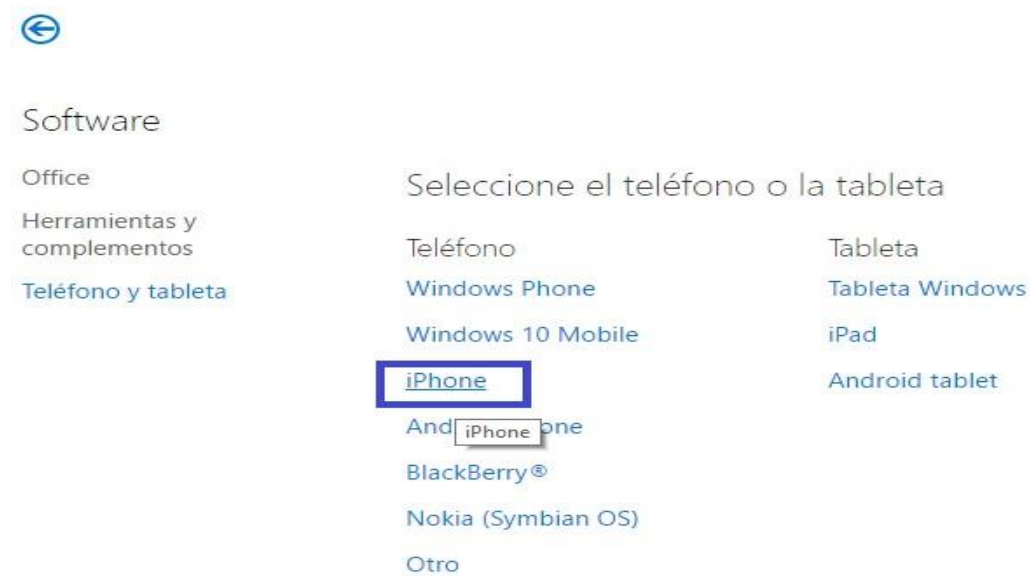 Software
Office
Herramientas y
complementos
Teléfono y tableta
Seleccione el teléfono o la tableta
Teléfono
Windows Phone
Windows 10 Mobile
iPhone
iPhone
BlackBerry®
Nokia (Symbian OS)
Otro
Tableta
Tableta Windows
iPad
Android tablet